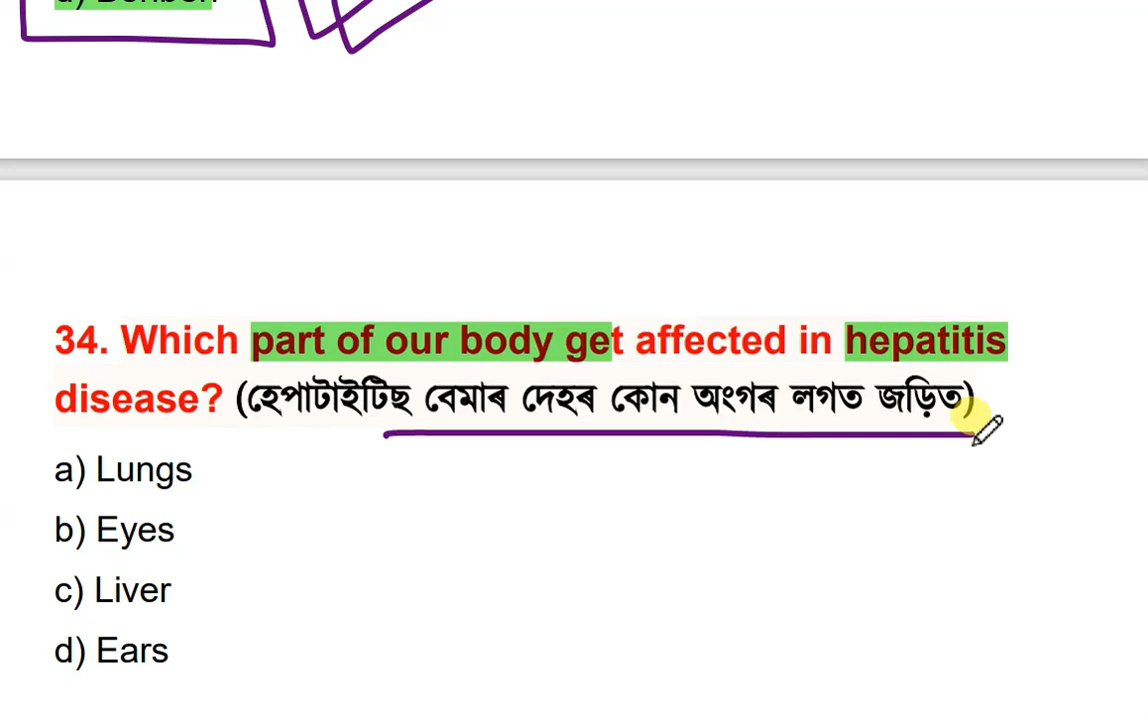 34. Which part of our body get affected in hepatitis
disease? (হেপাটাইটিছ বেমাৰ দেহৰ কোন অংগৰ লগত জড়িত)
a) Lungs
b) Eyes
c) Liver
d) Ears